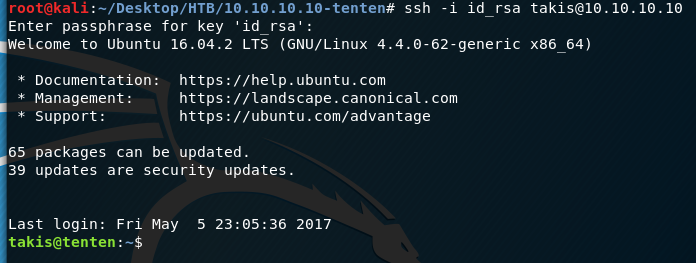 root@kali:~/Desktop/HTB/10.10.10.10-tenten# ssh -i id_rsa takis@10.10.10.10
Enter passphrase for key 'id_rsa':
Welcome to Ubuntu 16.04.2 LTS (GNU/Linux 4.4.0-62-generic x86_64)
* Documentation:  https://help.ubuntu.com
* Management:     https://landscape.canonical.com
* Support:        https://ubuntu.com/advantage
65 packages can be updated.
39 updates are security updates.
Last login: Fri May  5 23:05:36 2017
takis@tenten:~$